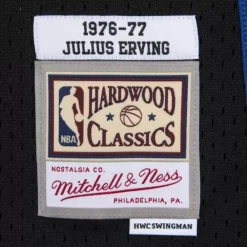 1976-77
JULIUS ERVING
HARDWOOD
NBA
CLASSICS
NOSTALGIA CO.
Mitchell & Ness
PHILADELPHIA, PA.
HWC SWINGMAN